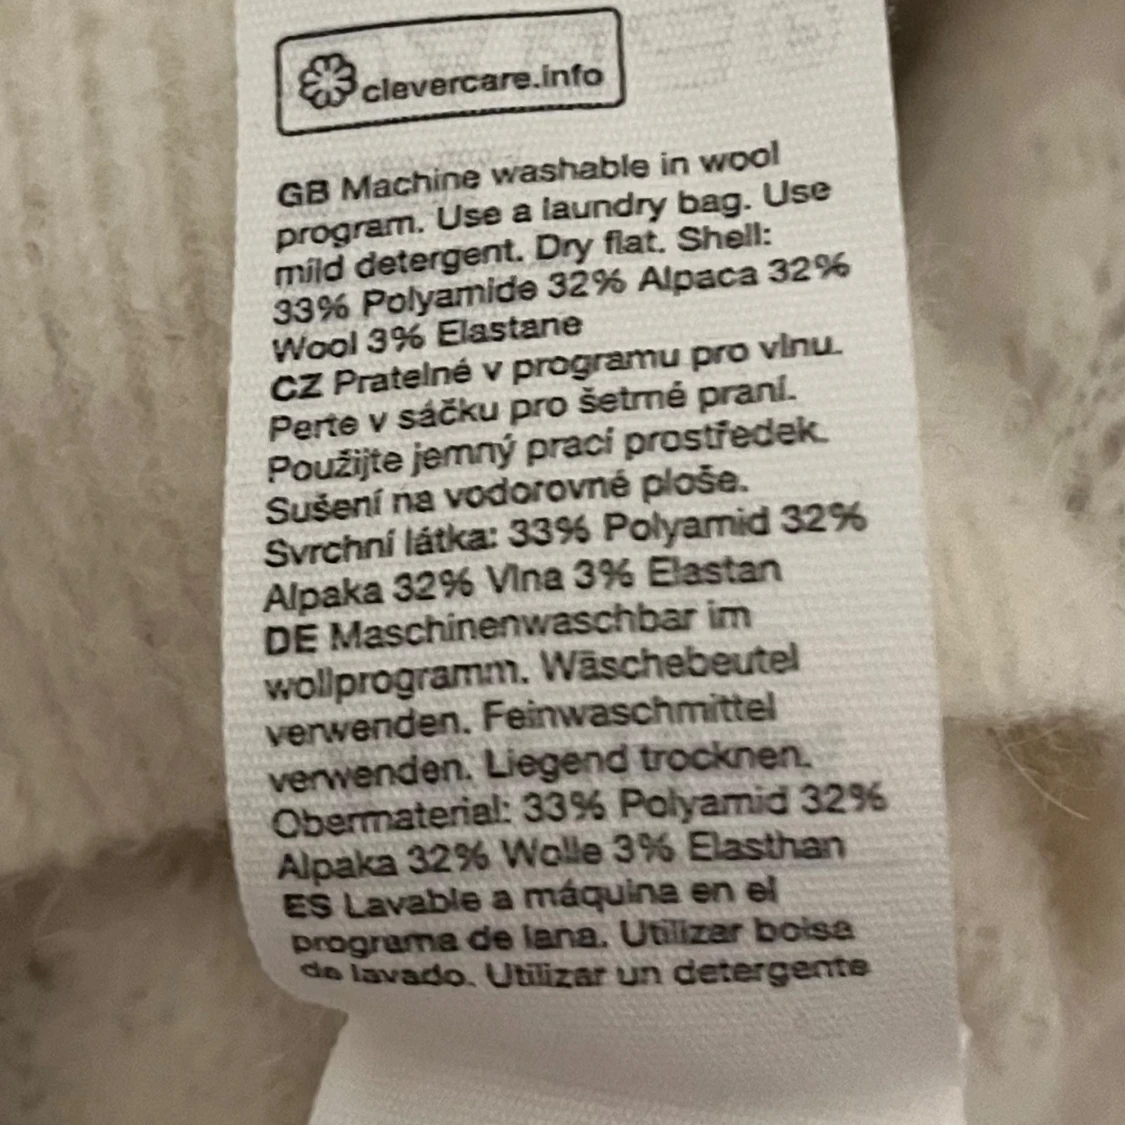 clevercare.info
GB Machine washable in wool
program. Use a laundry bag. Use
mild detergent. Dry flat. Shell:
33% Polyamide 32% Alpaca 32%
Wool 3% Elastane
CZ Pratelné v programu pro vlnu.
Perte v sáčku pro šetrné praní.
Použijte jemný prací prostředek.
Sušení na vodorovné ploše.
Svrchní látka: 33% Polyamid 32%
Alpaka 32% Vlna 3% Elastan
DE Maschinenwaschbar im
wollprogramm. Wäschebeutel
verwenden. Feinwaschmittel
verwenden. Liegend trocknen.
Obermaterial: 33% Polyamid 32%
Alpaka 32% Wolle 3% Elasthan
ES Lavable a máquina en el
programa de lana. Utilizar bolsa
de lavado. Utilizar un detergente